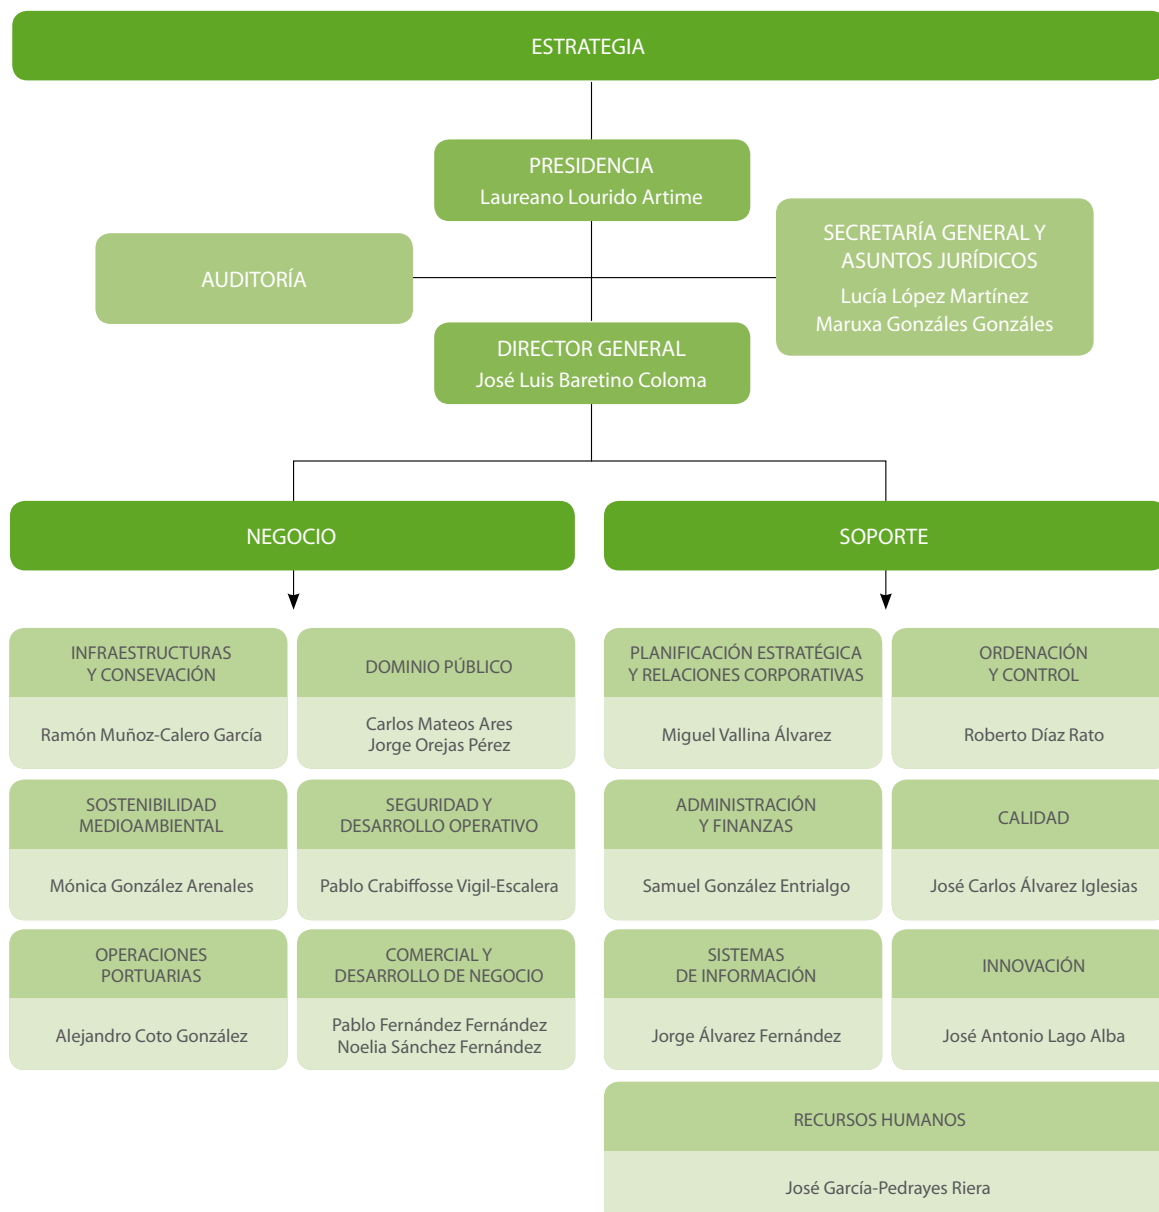 ESTRATEGIA
PRESIDENCIA
Laureano Lourido Artime
AUDITORÍA
SECRETARÍA GENERAL Y
ASUNTOS JURÍDICOS
Lucía López Martínez
Maruxa Gonzáles Gonzáles
DIRECTOR GENERAL
José Luis Baretino Coloma
NEGOCIO
SOPORTE
INFRAESTRUCTURAS
Y CONSEVACIÓN
Ramón Muñoz-Calero García
DOMINIO PÚBLICO
Carlos Mateos Ares
Jorge Orejas Pérez
PLANIFICACIÓN ESTRATÉGICA
Y RELACIONES CORPORATIVAS
Miguel Vallina Álvarez
ORDENACIÓN
Y CONTROL
Roberto Díaz Rato
SOSTENIBILIDAD
MEDIOAMBIENTAL
Mónica González Arenales
SEGURIDAD Y
DESARROLLO OPERATIVO
Pablo Crabiffosse Vigil-Escalera
ADMINISTRACIÓN
Y FINANZAS
Samuel González Entrialgo
CALIDAD
José Carlos Álvarez Iglesias
OPERACIONES
PORTUARIAS
Alejandro Coto González
COMERCIAL Y
DESARROLLO DE NEGOCIO
Pablo Fernández Fernández
Noelia Sánchez Fernández
SISTEMAS
DE INFORMACIÓN
Jorge Álvarez Fernández
INNOVACIÓN
José Antonio Lago Alba
RECURSOS HUMANOS
José García-Pedrayes Riera